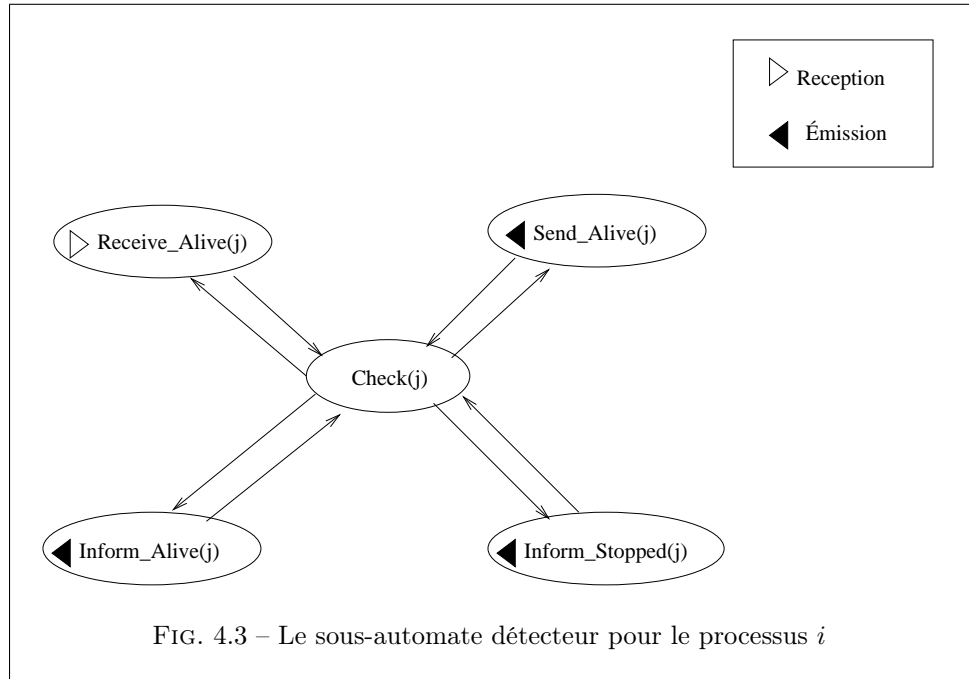 Reception
Émission
Receive_Alive(j)
Send_Alive(j)
Check(j)
Inform_Alive(j)
Inform_Stopped(j)
FIG. 4.3 – Le sous-automate détecteur pour le processus i